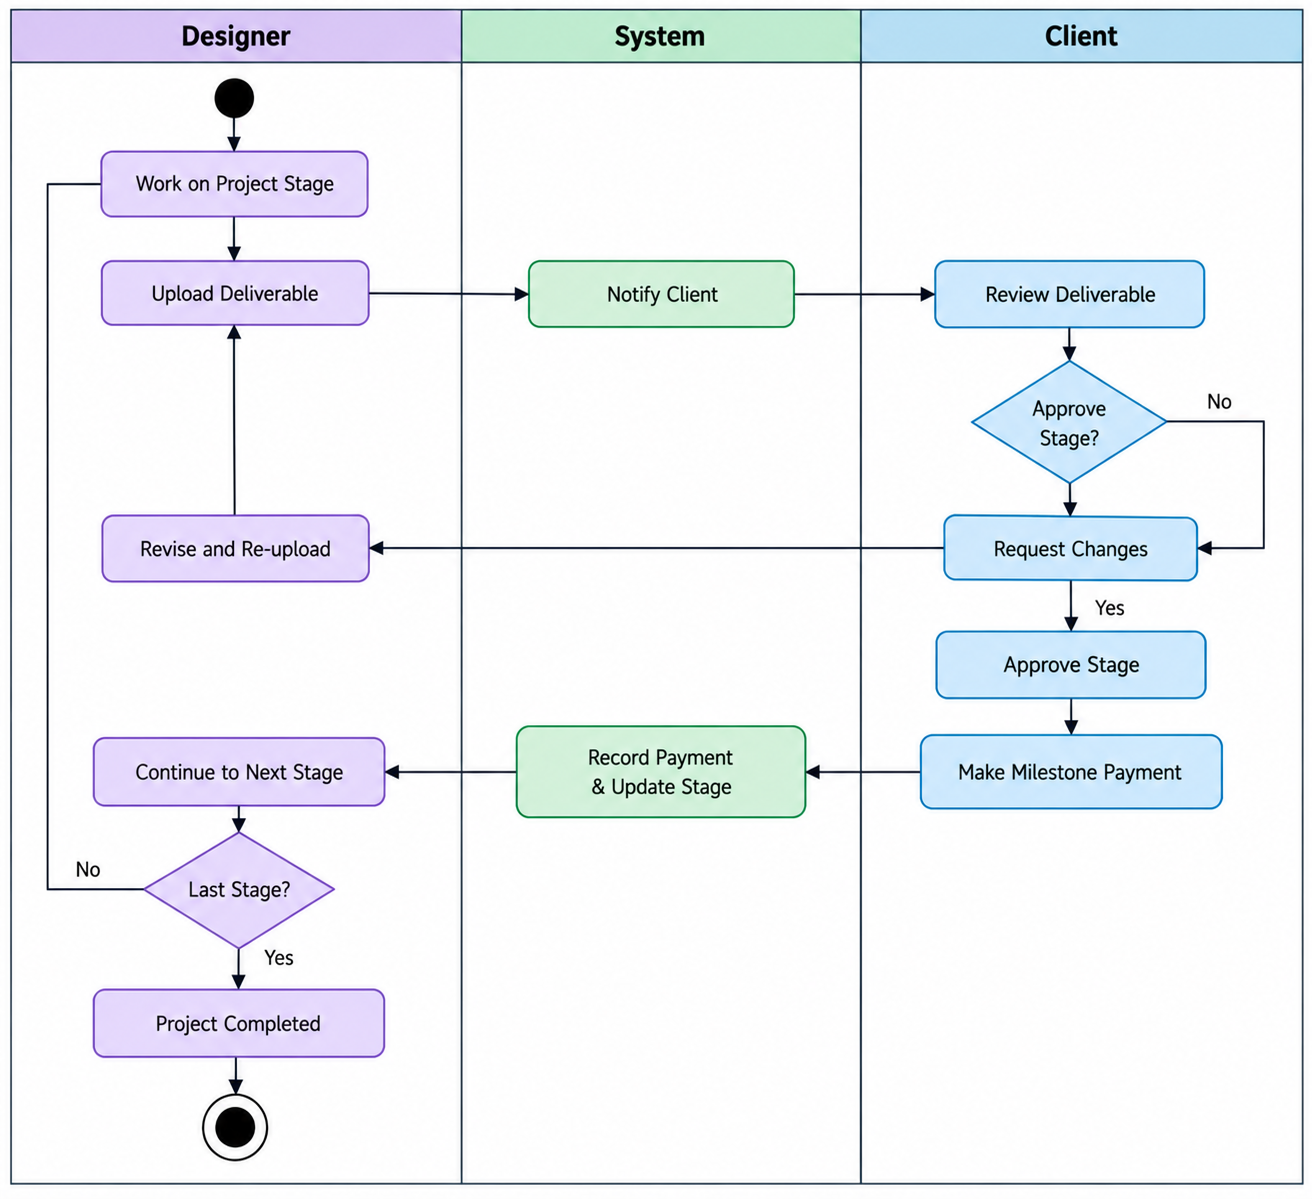 Designer
System
Client
Work on Project Stage
Upload Deliverable
Notify Client
Review Deliverable
Approve
Stage?
No
Revise and Re-upload
Request Changes
Yes
Approve Stage
Continue to Next Stage
Record Payment
& Update Stage
Make Milestone Payment
No
Last Stage?
Yes
Project Completed